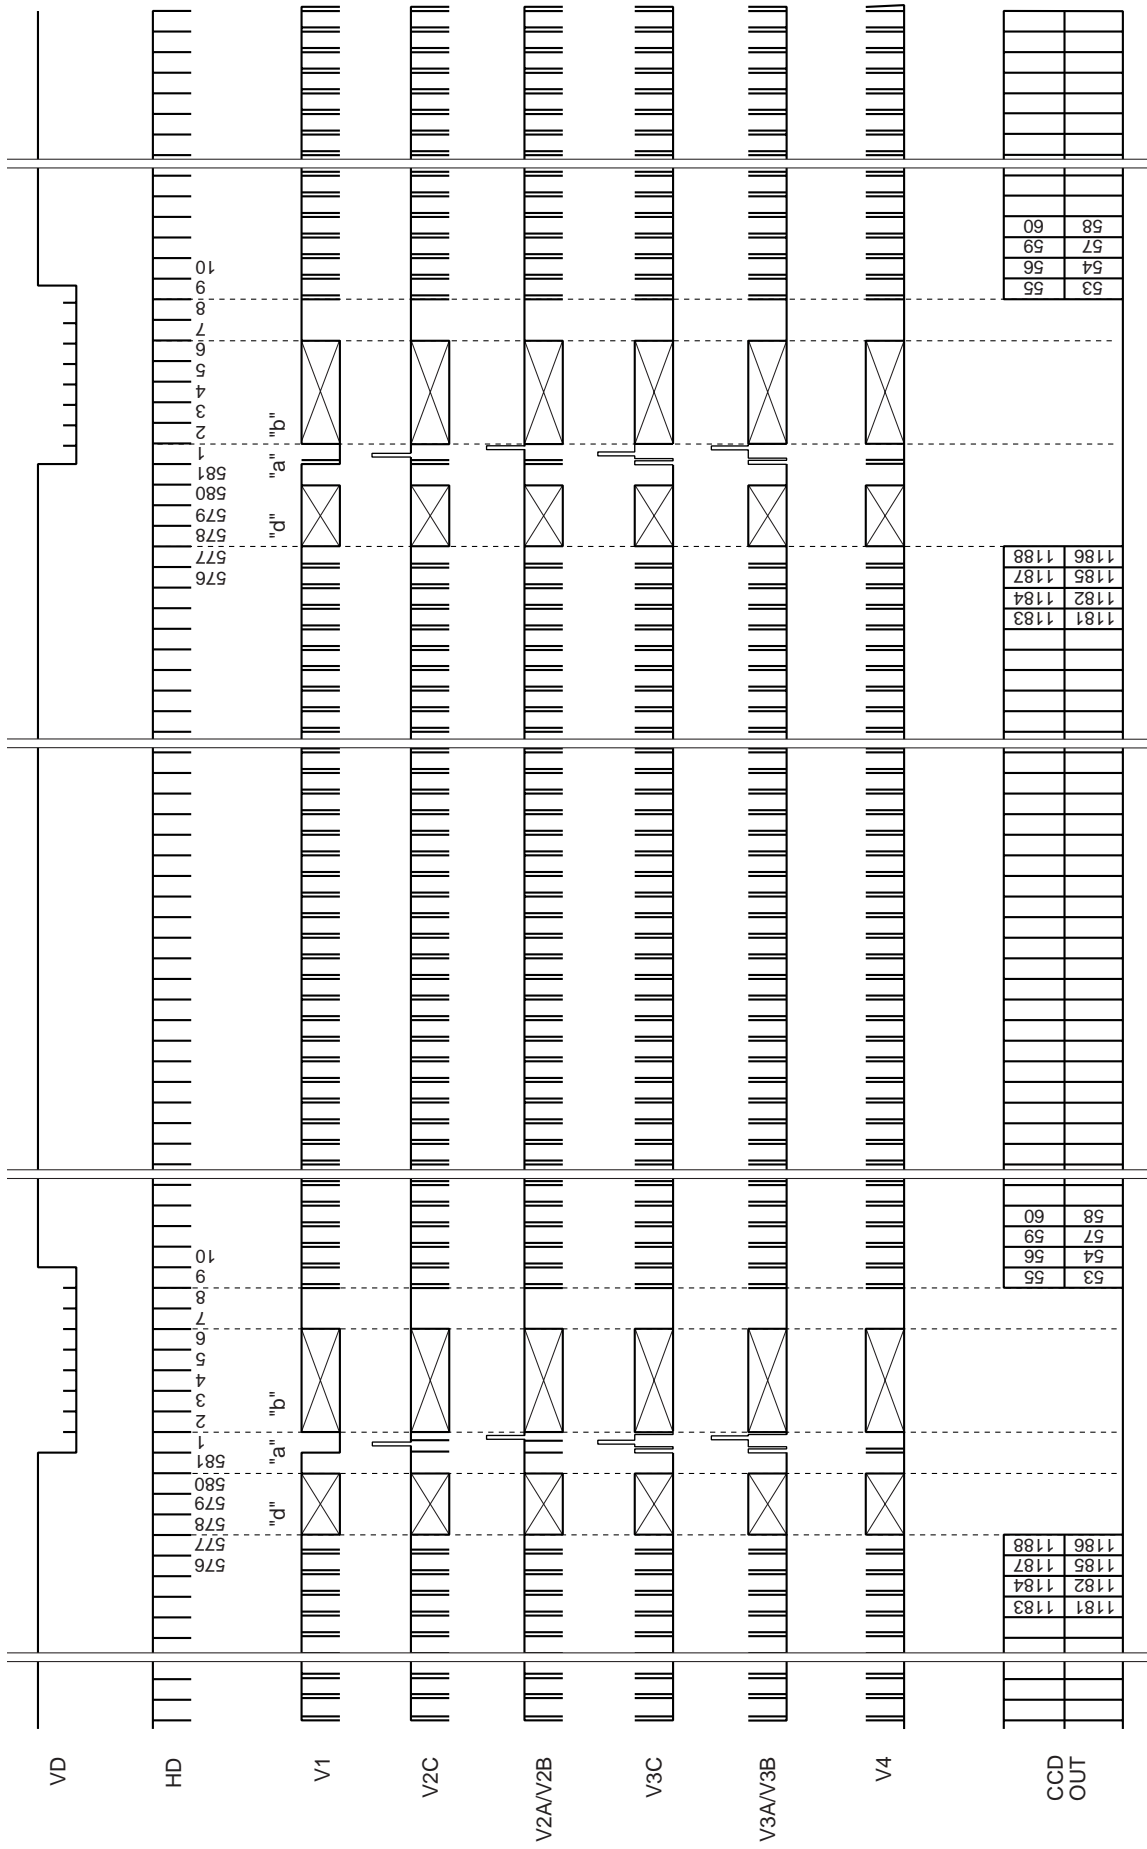 VD
HD
576 577 578 579 580 581 1 2 3 4 5 6 7 8 9 10 576 577 578 579 580 581 1 2 3 4 5 6 7 8 9 10
"d" "a" "b" "d" "a" "b"
V1
V2C
V2A/V2B
V3C
V3A/V3B
V4
CCD OUT
1183 1184 1187 1188 55 56 59 60 1183 1184 1187 1188 55 56 59 60
1181 1182 1185 1186 53 54 57 58 1181 1182 1185 1186 53 54 57 58